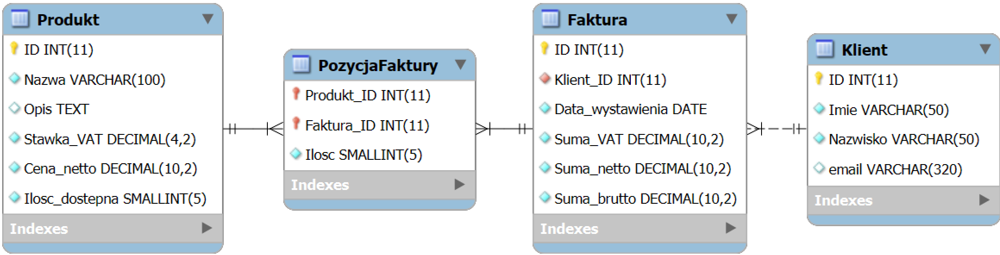 Produkt
ID INT(11)
Nazwa VARCHAR(100)
Opis TEXT
Stawka_VAT DECIMAL(4,2)
Cena_netto DECIMAL(10,2)
Ilosc_dostepna SMALLINT(5)
Indexes
PozycjaFaktury
Produkt_ID INT(11)
Faktura_ID INT(11)
Ilosc SMALLINT(5)
Indexes
Faktura
ID INT(11)
Klient_ID INT(11)
Data_wystawienia DATE
Suma_VAT DECIMAL(10,2)
Suma_netto DECIMAL(10,2)
Suma_brutto DECIMAL(10,2)
Indexes
Klient
ID INT(11)
Imie VARCHAR(50)
Nazwisko VARCHAR(50)
email VARCHAR(320)
Indexes